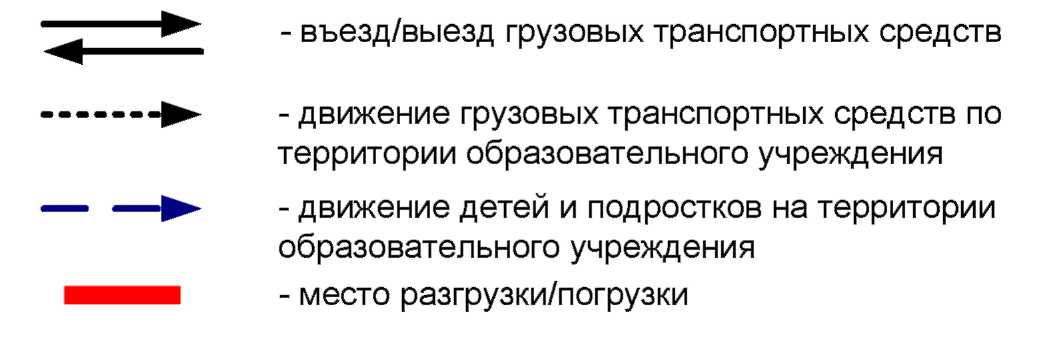 - въезд/выезд грузовых транспортных средств
- движение грузовых транспортных средств по
территории образовательного учреждения
- движение детей и подростков на территории
образовательного учреждения
- место разгрузки/погрузки